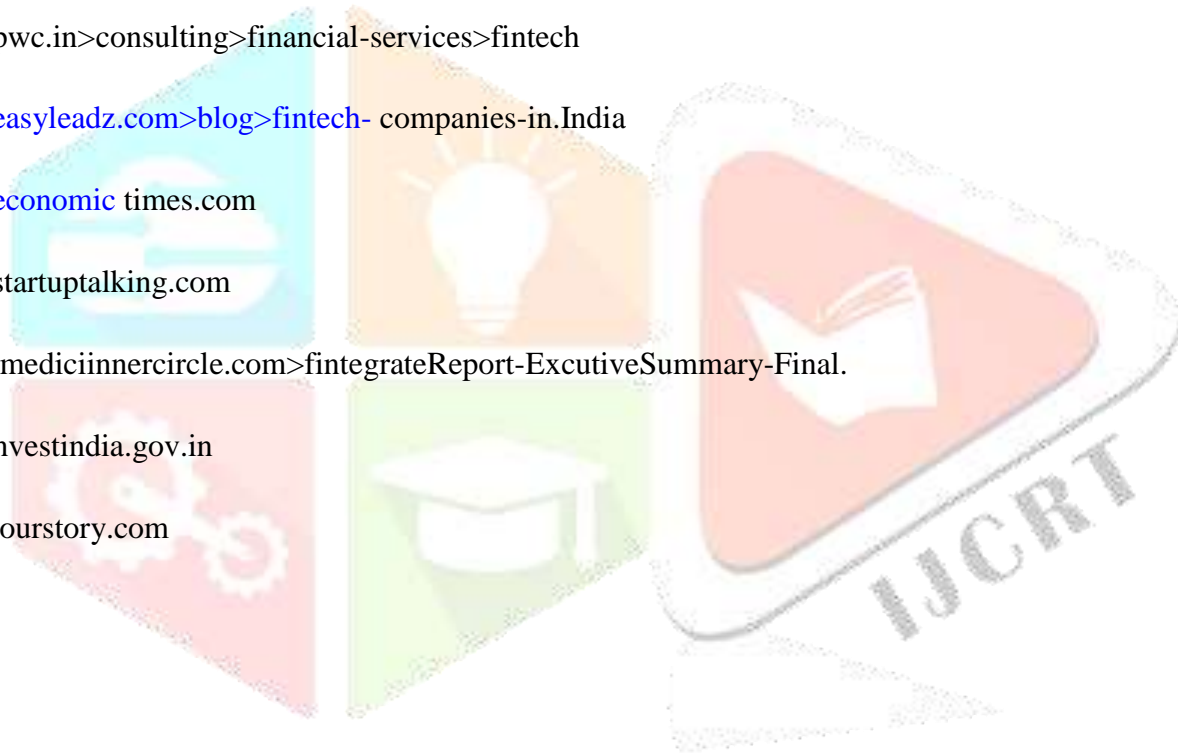 pwc.in>consulting>financial-services>fintech
easyleadz.com>blog>fintech- companies-in.India
economic times.com
startuptalking.com
mediciinnercircle.com>fintegrateReport-ExcutiveSummary-Final.
nvestindia.gov.in
ourstory.com
IJCRT